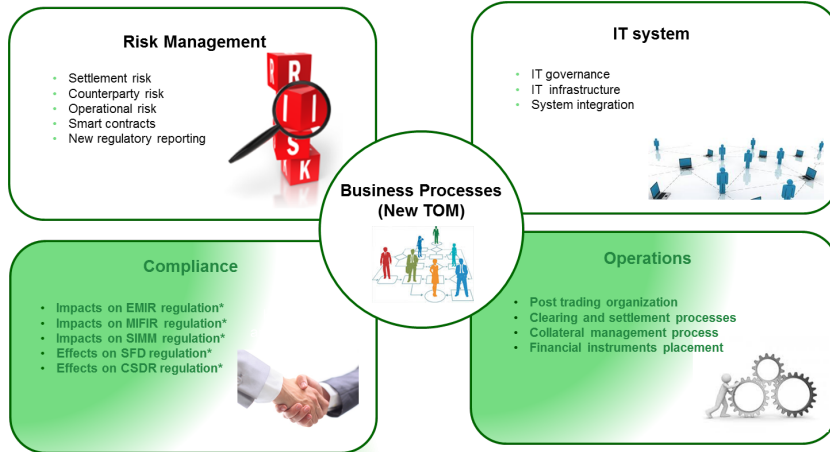 Risk Management
Settlement risk
Counterparty risk
Operational risk
Smart contracts
New regulatory reporting
R
R
I
S
S
K
IT system
IT governance
IT infrastructure
System integration
Business Processes
(New TOM)
Compliance
Impacts on EMIR regulation*
Impacts on MIFIR regulation*
Impacts on SIMM regulation*
Effects on SFD regulation*
Effects on CSDR regulation*
Operations
Post trading organization
Clearing and settlement processes
Collateral management process
Financial instruments placement